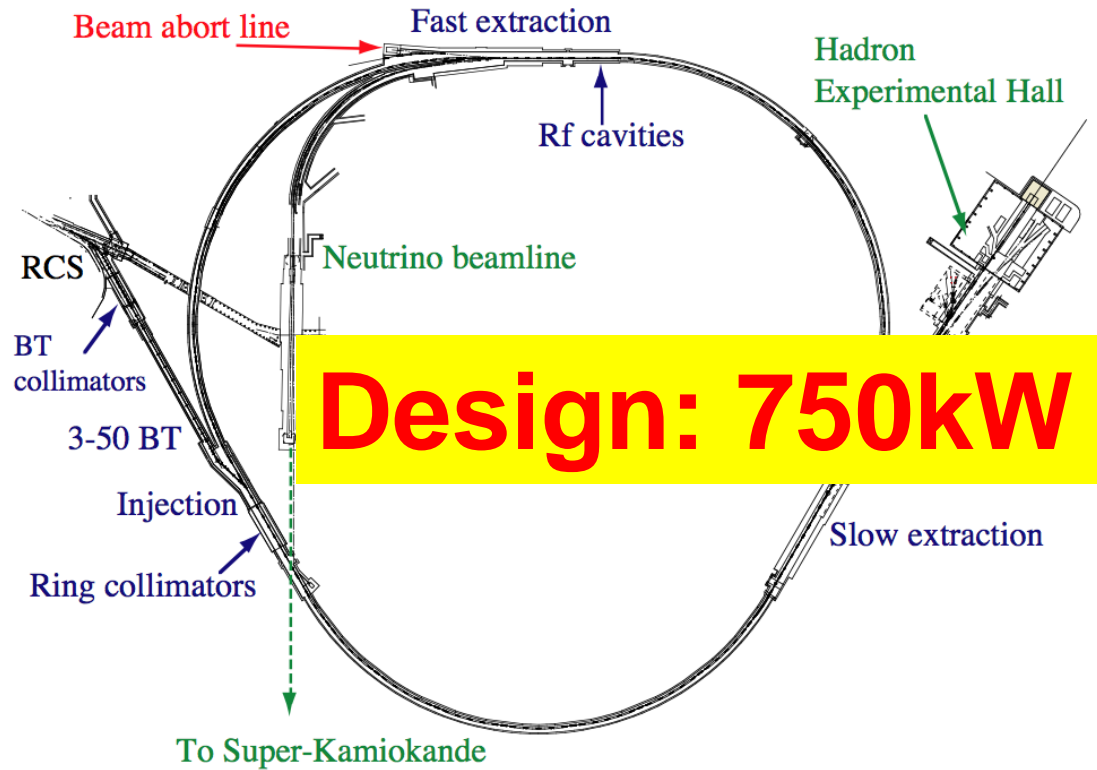 Beam abort line
Fast extraction
Hadron
Experimental Hall
Rf cavities
Neutrino beamline
RCS
BT
collimators
Design: 750kW
3-50 BT
Injection
Slow extraction
Ring collimators
To Super-Kamiokande